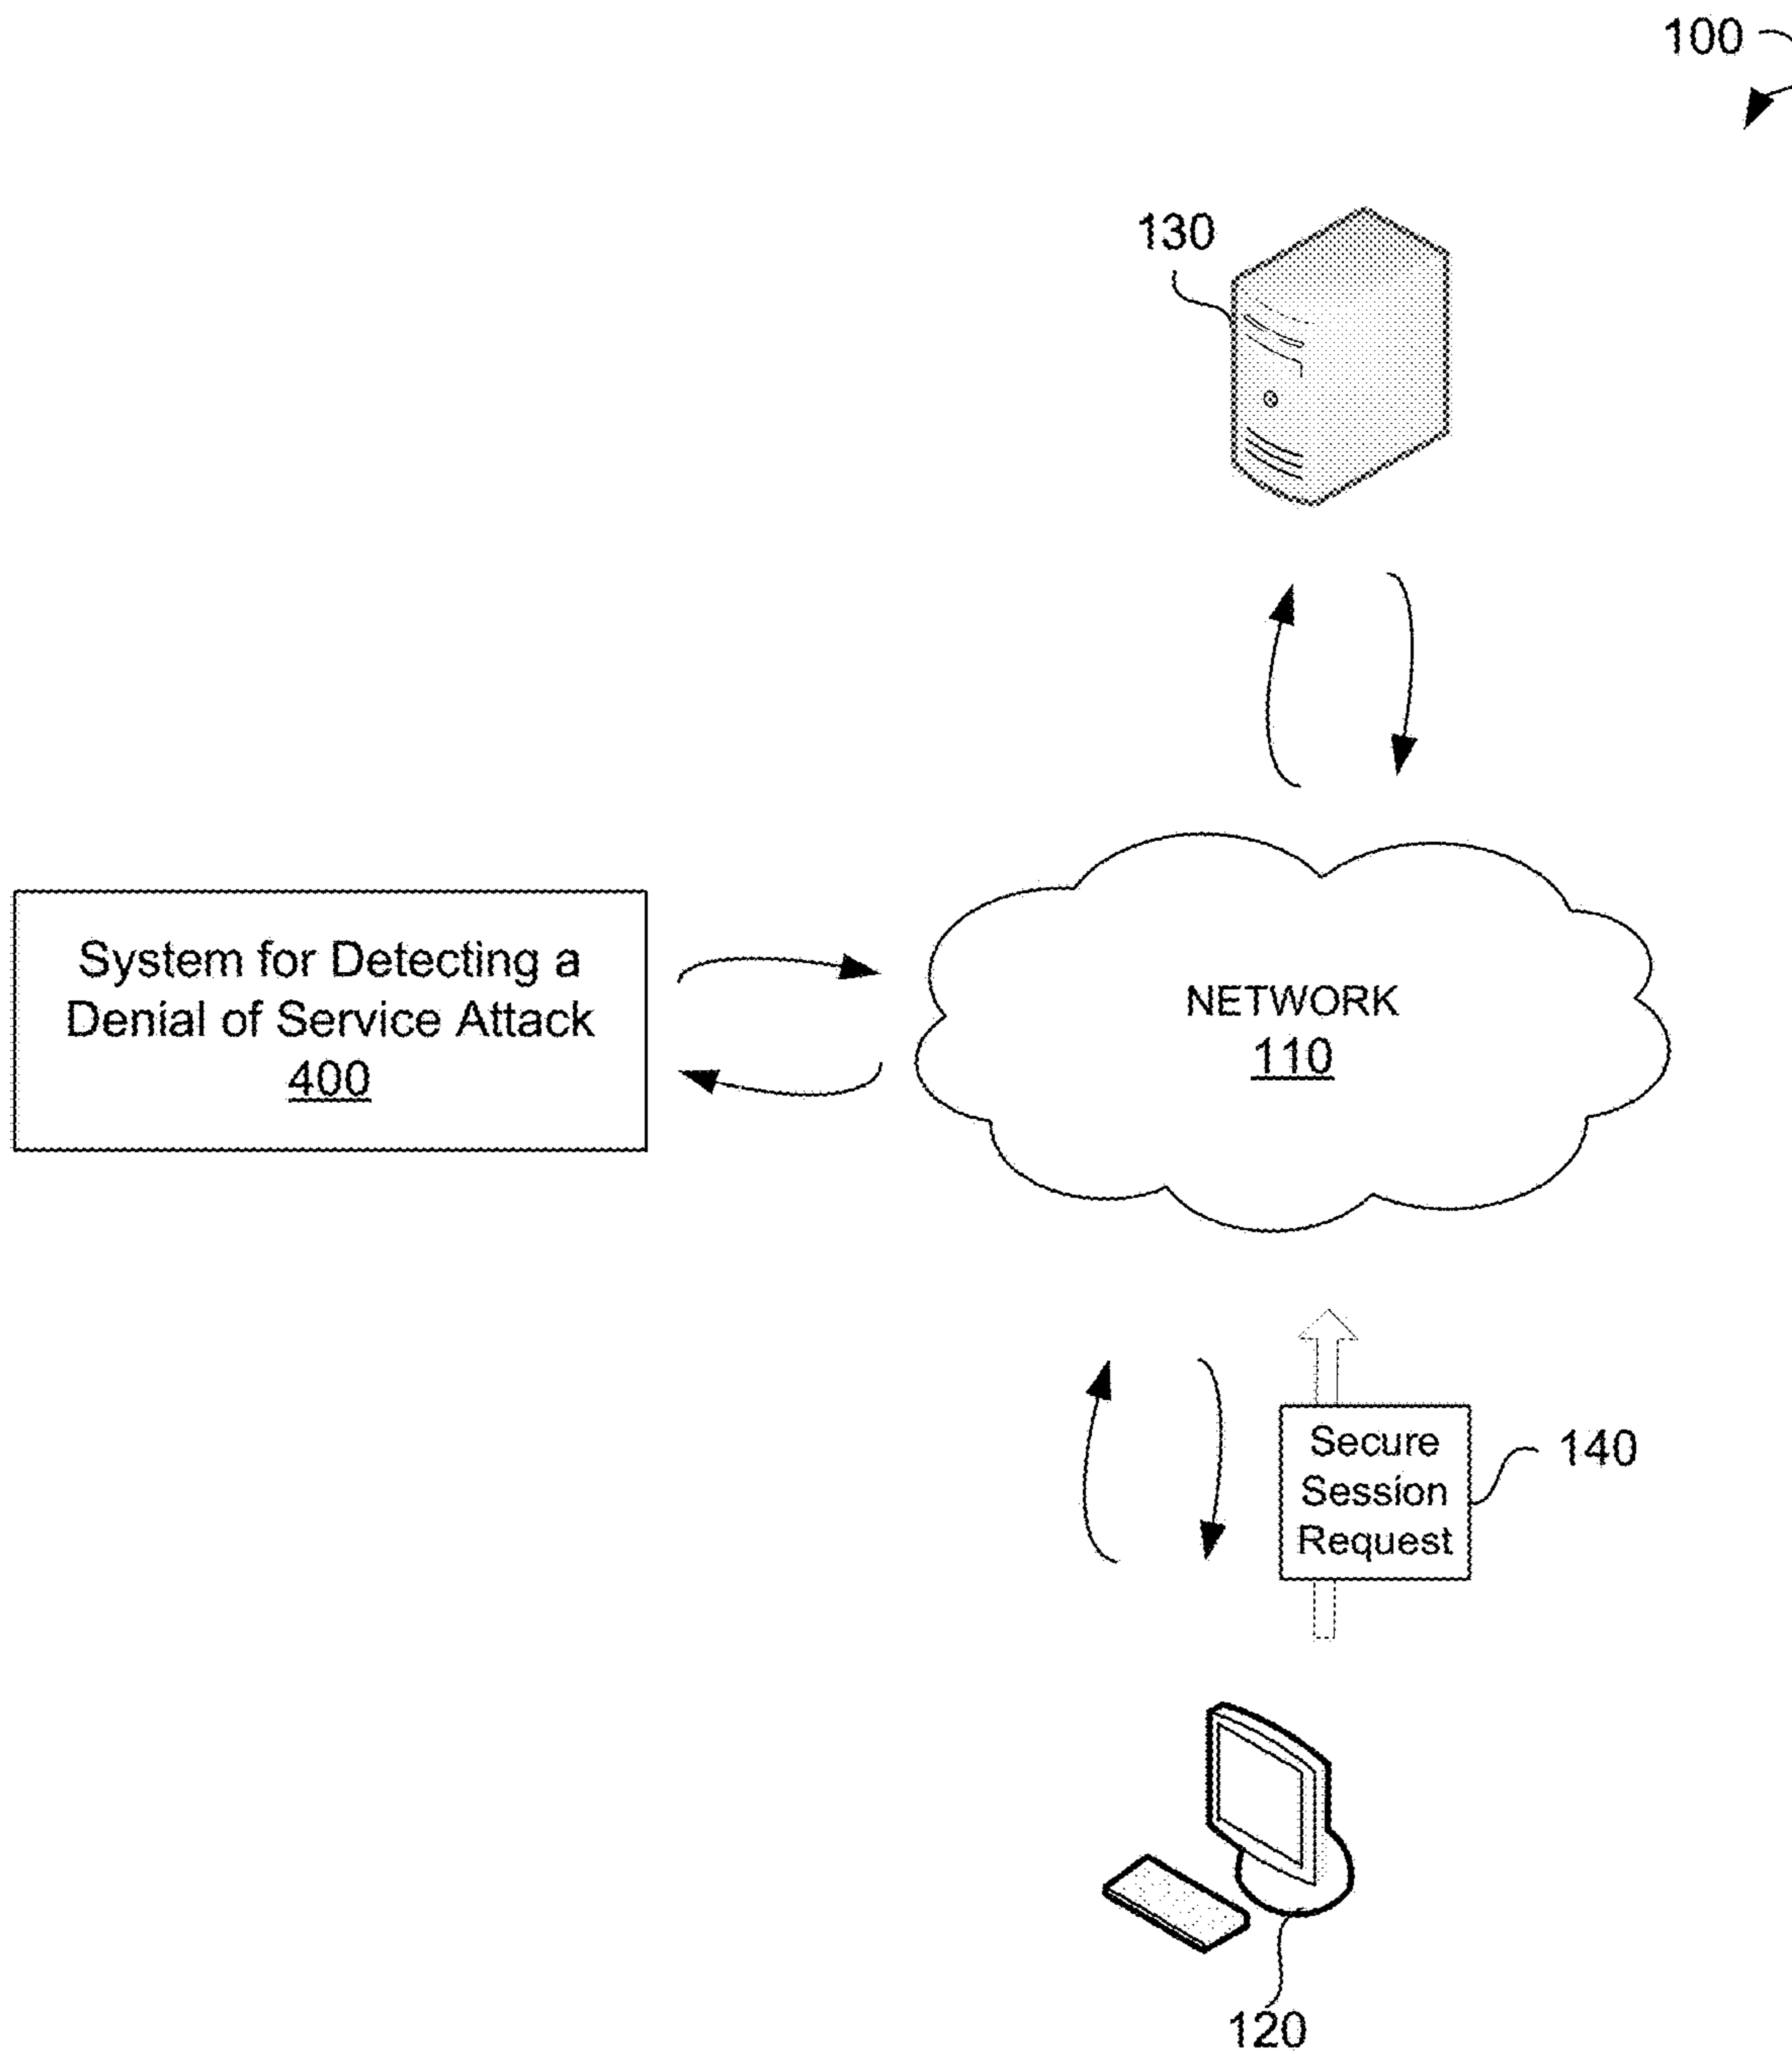 100
130
System for Detecting a
Denial of Service Attack
400
NETWORK
110
Secure
Session
Request
140
120